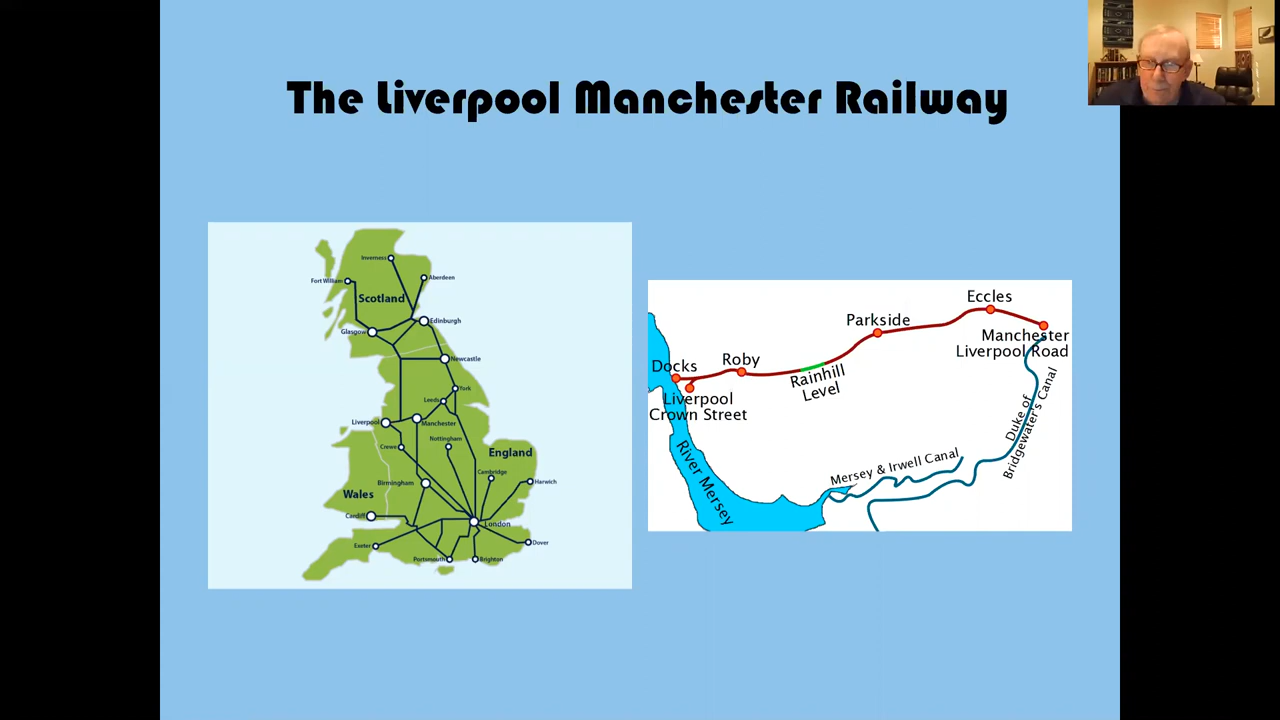 The Liverpool Manchester Railway
Inverness
Aberdeen
Fort William
Scotland
Edinburgh
Glasgow
Newcastle
York
Leeds
Liverpool
Manchester
Nottingham
Crewe
England
Cambridge
Birmingham
Harwich
Wales
Cardiff
London
Dover
Exeter
Portsmouth
Brighton
Eccles
Parkside
Manchester
Liverpool Road
Roby
Docks
Rainhill
Level
Liverpool
Crown Street
Duke of
Bridgewater's Canal
River Mersey
Mersey & Irwell Canal